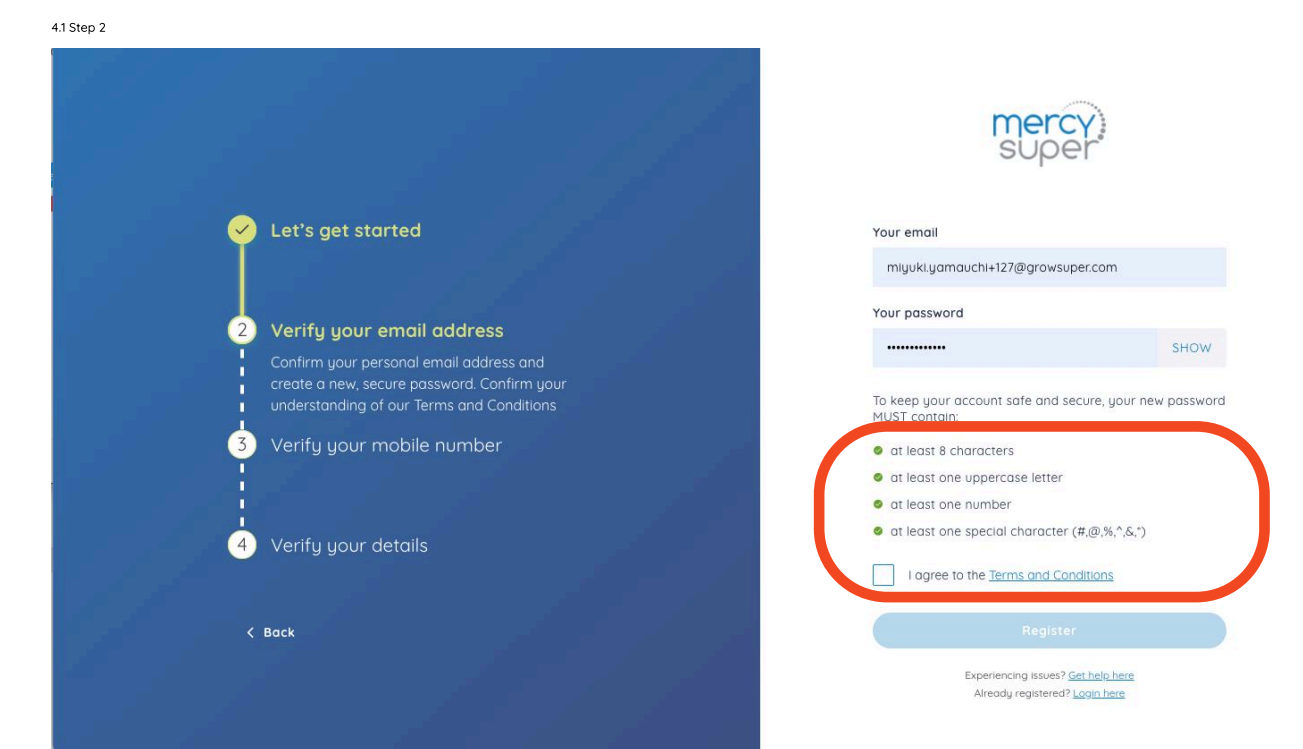 4.1 Step 2
Let's get started
2
Verify your email address
Confirm your personal email address and
create a new, secure password. Confirm your
understanding of our Terms and Conditions
3
Verify your mobile number
4
Verify your details
Back
mercy
super
Your email
miyuki.yamauchi+127@growsuper.com
Your password
•••••••••••••
SHOW
To keep your account safe and secure, your new password
MUST contain:
at least 8 characters
at least one uppercase letter
at least one number
at least one special character (#,@,%,^,&,*)
I agree to the Terms and Conditions
Register
Experiencing issues? Get help here
Already registered? Login here